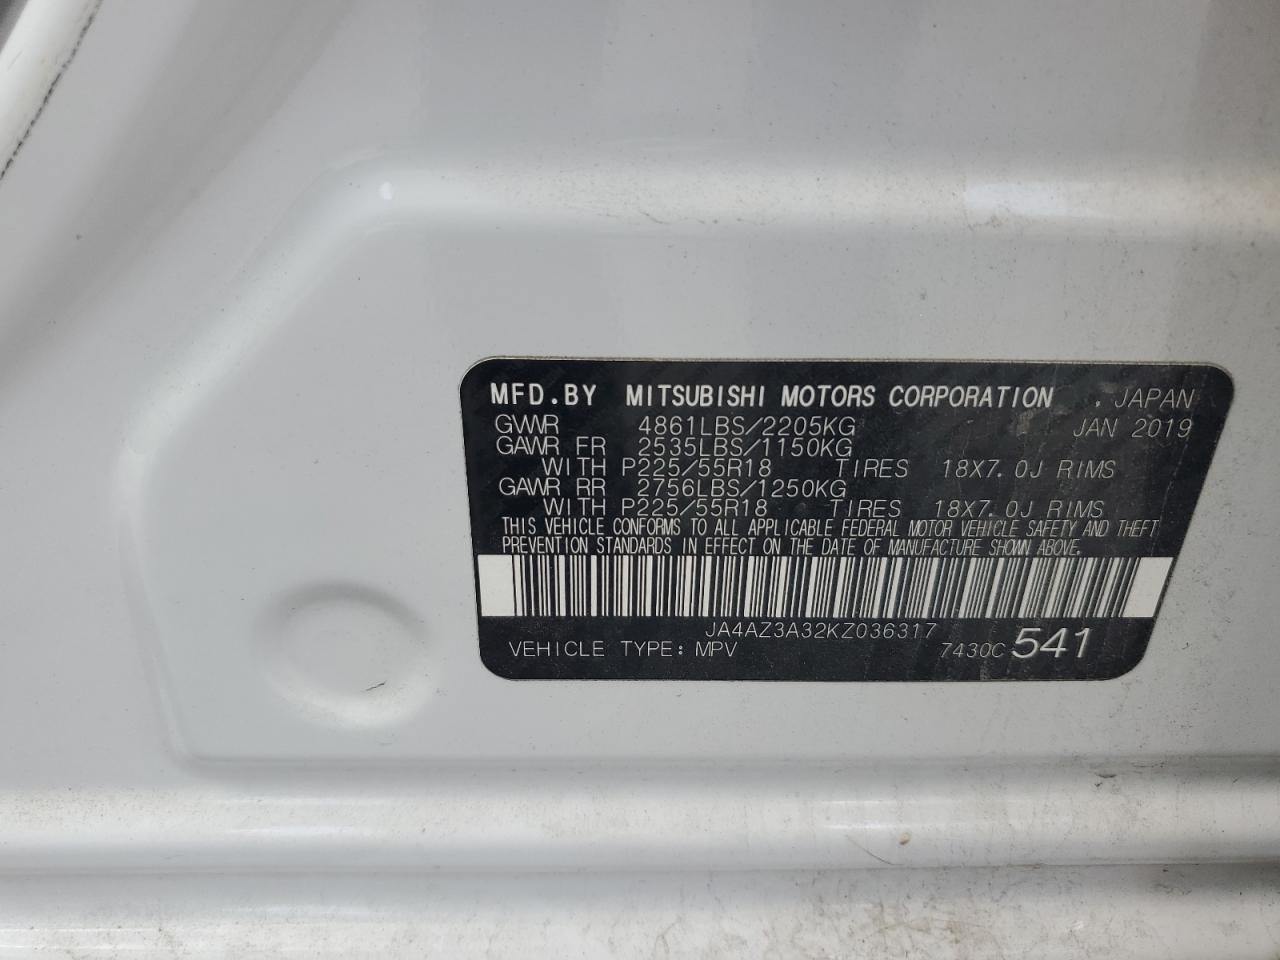 MFD.BY MITSUBISHI MOTORS CORPORATION , JAPAN
GVWR 4861LBS/2205KG JAN 2019
GAWR FR 2535LBS/1150KG
WITH P225/55R18 TIRES 18X7.0J RIMS
GAWR RR 2756LBS/1250KG
WITH P225/55R18 TIRES 18X7.0J RIMS
THIS VEHICLE CONFORMS TO ALL APPLICABLE FEDERAL MOTOR VEHICLE SAFETY AND THEFT
PREVENTION STANDARDS IN EFFECT ON THE DATE OF MANUFACTURE SHOWN ABOVE.
JA4AZ3A32KZ036317
VEHICLE TYPE: MPV 7430C 541